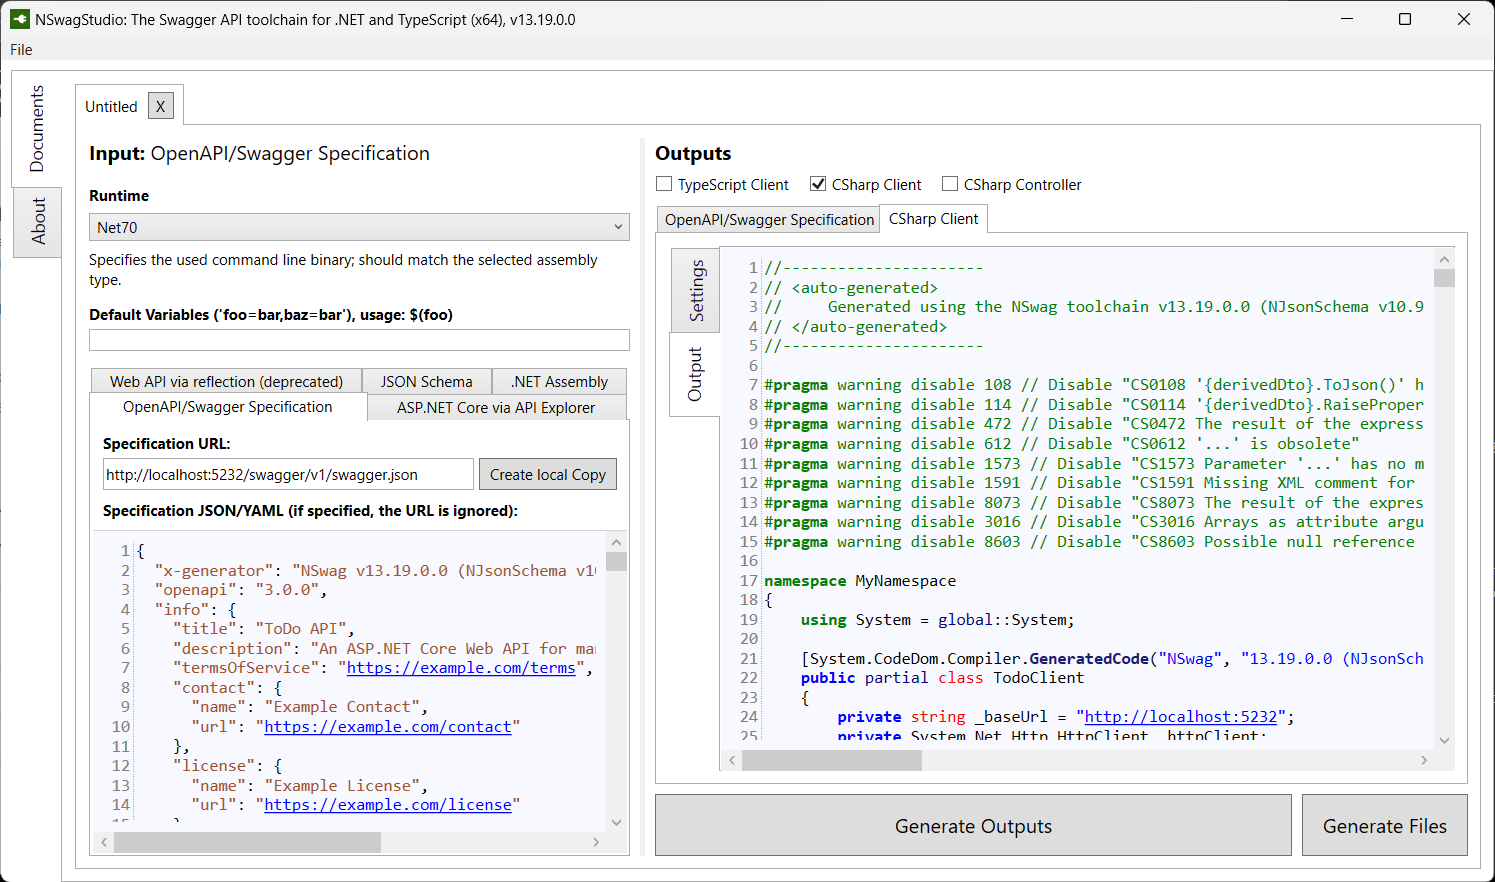 NSwagStudio: The Swagger API toolchain for .NET and TypeScript (x64), v13.19.0.0
File
Documents
About
Untitled X
Input: OpenAPI/Swagger Specification
Runtime
Net70
Specifies the used command line binary; should match the selected assembly
type.
Default Variables ('foo=bar,baz=bar'), usage: $(foo)
Web API via reflection (deprecated) JSON Schema .NET Assembly
OpenAPI/Swagger Specification ASP.NET Core via API Explorer
Specification URL:
http://localhost:5232/swagger/v1/swagger.json Create local Copy
Specification JSON/YAML (if specified, the URL is ignored):
1 {
2 "x-generator": "NSwag v13.19.0.0 (NJsonSchema v10
3 "openapi": "3.0.0",
4 "info": {
5 "title": "ToDo API",
6 "description": "An ASP.NET Core Web API for mar
7 "termsOfService": "https://example.com/terms",
8 "contact": {
9 "name": "Example Contact",
10 "url": "https://example.com/contact"
11 },
12 "license": {
13 "name": "Example License",
14 "url": "https://example.com/license"
Outputs
TypeScript Client CSharp Client CSharp Controller
OpenAPI/Swagger Specification CSharp Client
Settings
Output
1 //----------------------
2 // <auto-generated>
3 // Generated using the NSwag toolchain v13.19.0.0 (NJsonSchema v10.9
4 // </auto-generated>
5 //----------------------
6
7 #pragma warning disable 108 // Disable "CS0108 '{derivedDto}.ToJson()' h
8 #pragma warning disable 114 // Disable "CS0114 '{derivedDto}.RaiseProper
9 #pragma warning disable 472 // Disable "CS0472 The result of the express
10 #pragma warning disable 612 // Disable "CS0612 '...' is obsolete"
11 #pragma warning disable 1573 // Disable "CS1573 Parameter '...' has no m
12 #pragma warning disable 1591 // Disable "CS1591 Missing XML comment for
13 #pragma warning disable 8073 // Disable "CS8073 The result of the expres
14 #pragma warning disable 3016 // Disable "CS3016 Arrays as attribute argu
15 #pragma warning disable 8603 // Disable "CS8603 Possible null reference
16
17 namespace MyNamespace
18 {
19 using System = global::System;
20
21 [System.CodeDom.Compiler.GeneratedCode("NSwag", "13.19.0.0 (NJsonSch
22 public partial class TodoClient
23 {
24 private string _baseUrl = "http://localhost:5232";
25 private System.Net.Http.HttpClient _httpClient;
Generate Outputs Generate Files